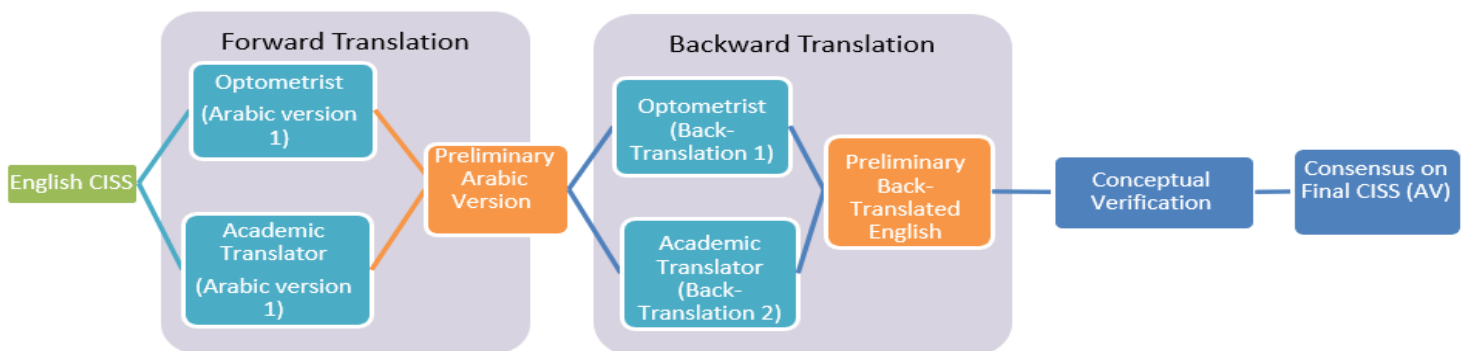 Forward Translation
Backward Translation
English CISS
Optometrist
(Arabic version
1)
Academic
Translator
(Arabic version
1)
Preliminary
Arabic
Version
Optometrist
(Back-
Translation 1)
Academic
Translator
(Back-
Translation 2)
Preliminary
Back-
Translated
English
Conceptual
Verification
Consensus on
Final CISS (AV)